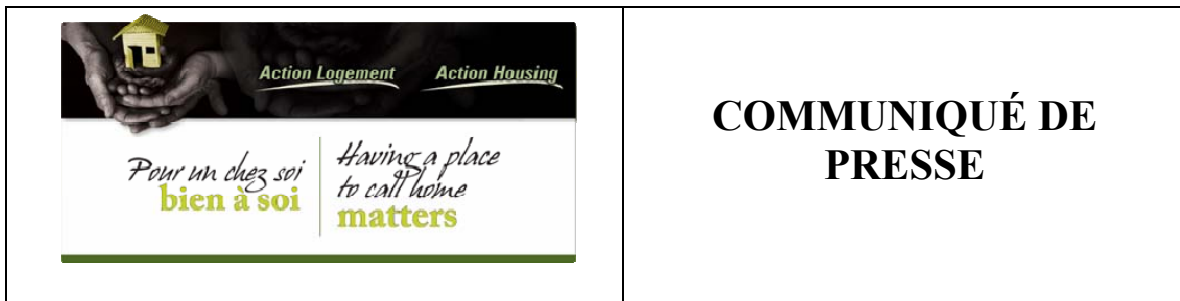 Action Logement
Action Housing
Pour un chez soi
bien à soi
Having a place
to call home
matters
COMMUNIQUÉ DE
PRESSE